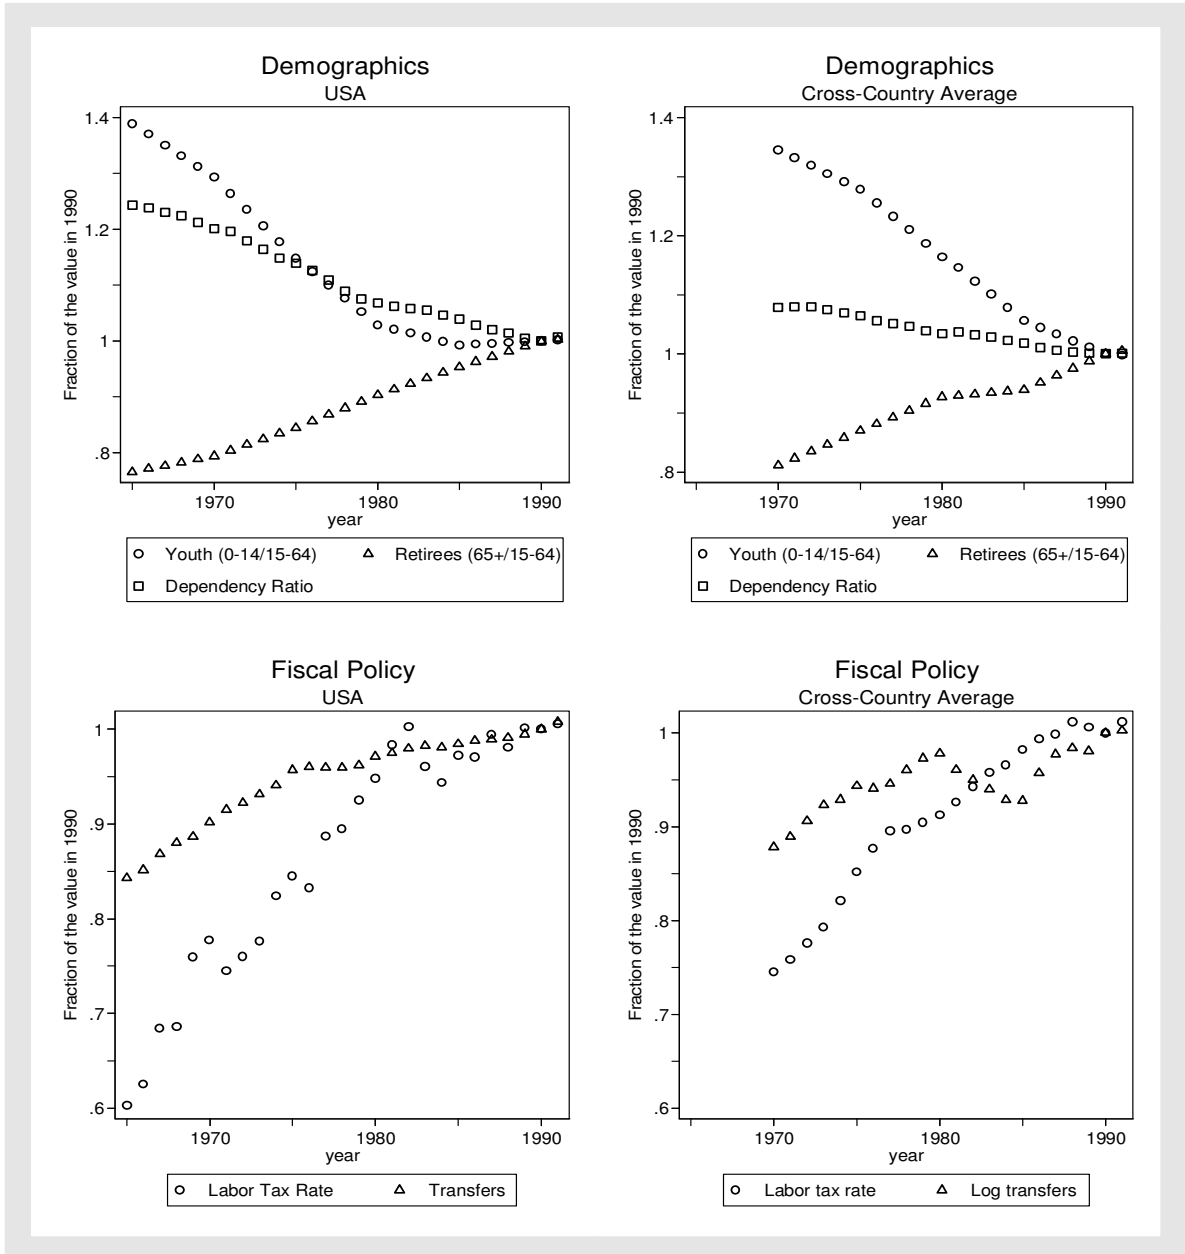 Demographics
USA
Fraction of the value in 1990
1.4
1.2
1
.8
1970
1980
1990
year
Youth (0-14/15-64)
Retirees (65+/15-64)
Dependency Ratio
Demographics
Cross-Country Average
Fraction of the value in 1990
1.4
1.2
1
.8
1970
1980
1990
year
Youth (0-14/15-64)
Retirees (65+/15-64)
Dependency Ratio
Fiscal Policy
USA
Fraction of the value in 1990
1
.9
.8
.7
.6
1970
1980
1990
year
Labor Tax Rate
Transfers
Fiscal Policy
Cross-Country Average
Fraction of the value in 1990
1
.9
.8
.7
.6
1970
1980
1990
year
Labor tax rate
Log transfers